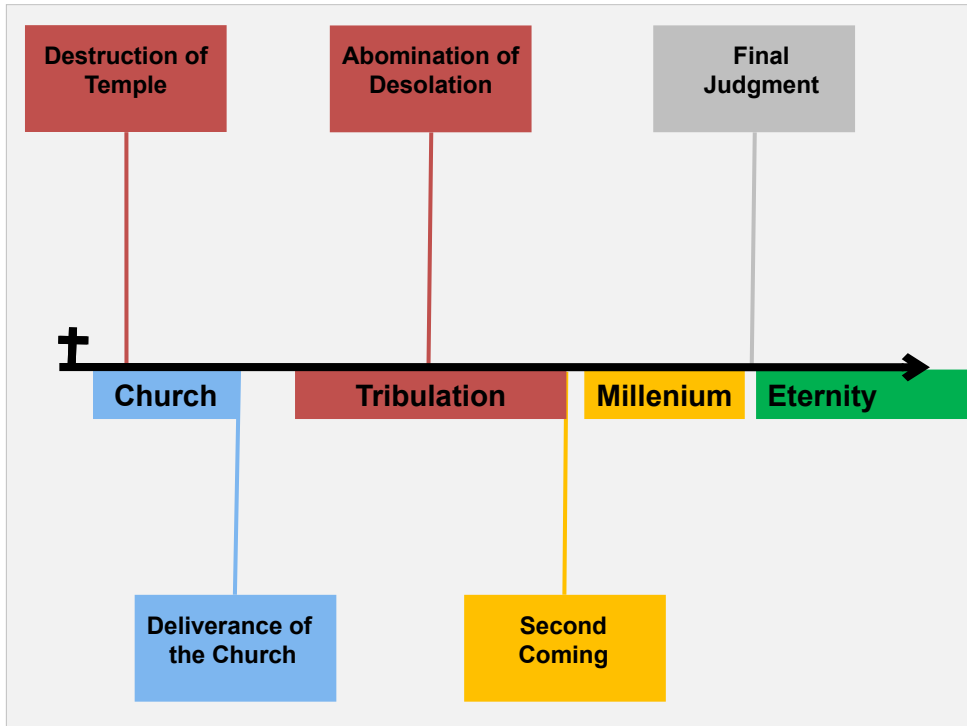 Destruction of
Temple
Abomination of
Desolation
Final
Judgment
Church
Tribulation
Millenium
Eternity
Deliverance of
the Church
Second
Coming